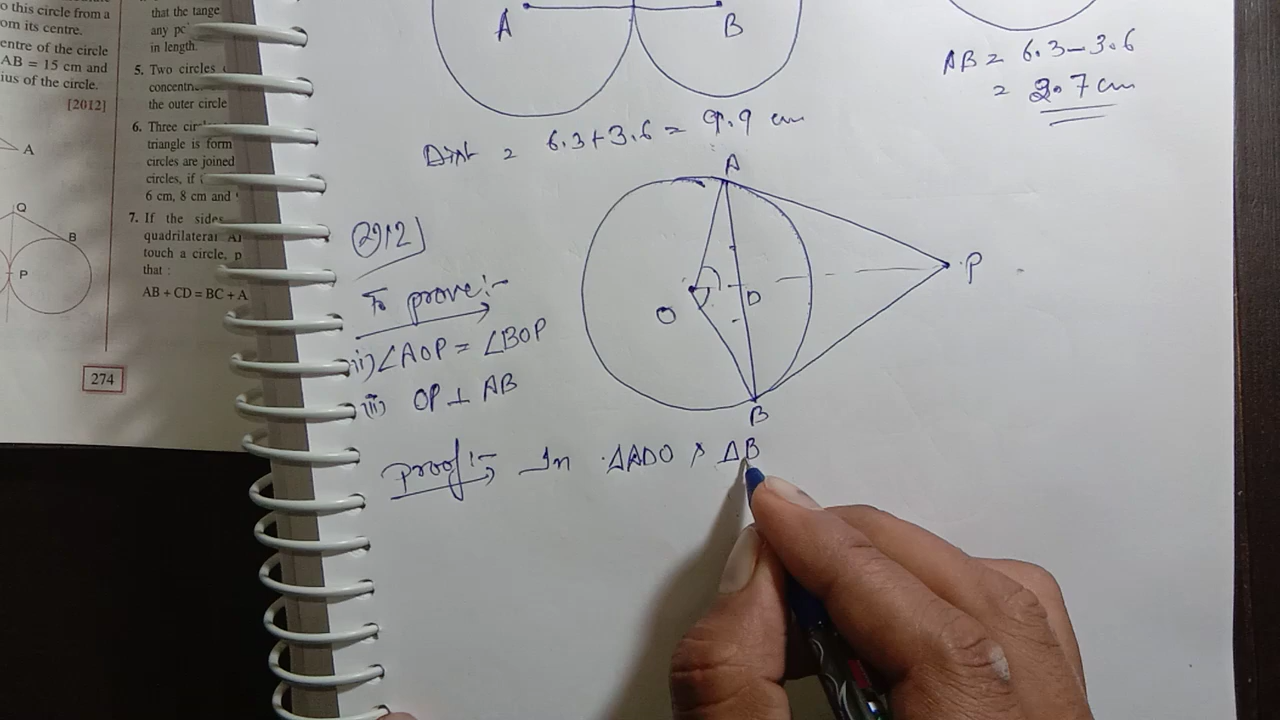 o this circle from a
om its centre.
entre of the circle
AB = 15 cm and
ius of the circle.
[2012]
A
Q
B
P
that the tange
any
in length.
5. Two circles
the outer circle
6. Three
triangle is form
circles are joined
circles, if
6 cm, 8 cm and
7. If the sides
quadrilateral
touch a circle, p
that :
AB + CD = BC + A
274
A B
AB = 6.3-3.6
= 2.7 cm
Dist = 6.3+3.6 = 9.9 cm
A
P
O
D
B
2012]
To prove:-
ii) ∠AOP = ∠BOP
iii) OP ⊥ AB
Proof:- In ΔADO & ΔB